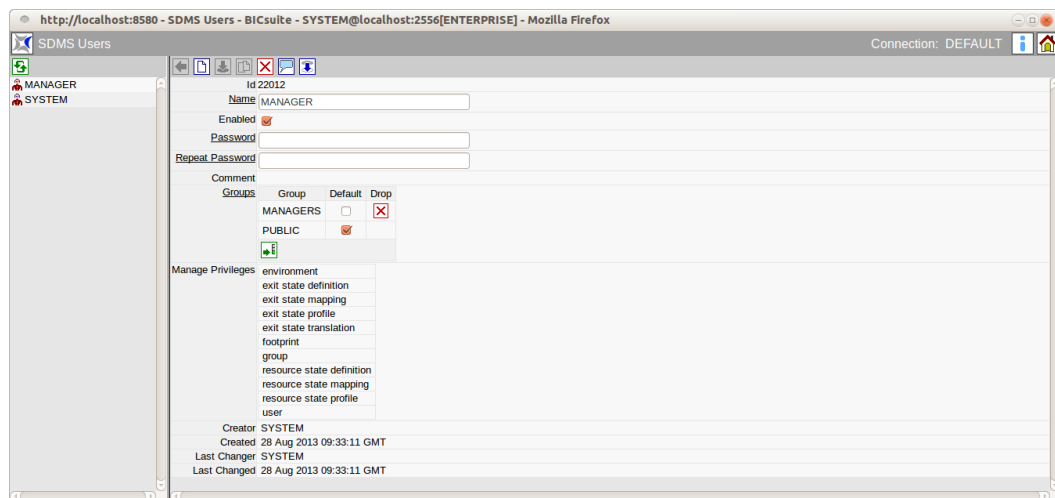 http://localhost:8580 - SDMS Users - BICsuite - SYSTEM@localhost:2556[ENTERPRISE] - Mozilla Firefox
SDMS Users
Connection: DEFAULT
MANAGER
SYSTEM
Id 22012
Name MANAGER
Enabled
Password
Repeat Password
Comment
Groups Group Default Drop
MANAGERS
PUBLIC
Manage Privileges environment
exit state definition
exit state mapping
exit state profile
exit state translation
footprint
group
resource state definition
resource state mapping
resource state profile
user
Creator SYSTEM
Created 28 Aug 2013 09:33:11 GMT
Last Changer SYSTEM
Last Changed 28 Aug 2013 09:33:11 GMT